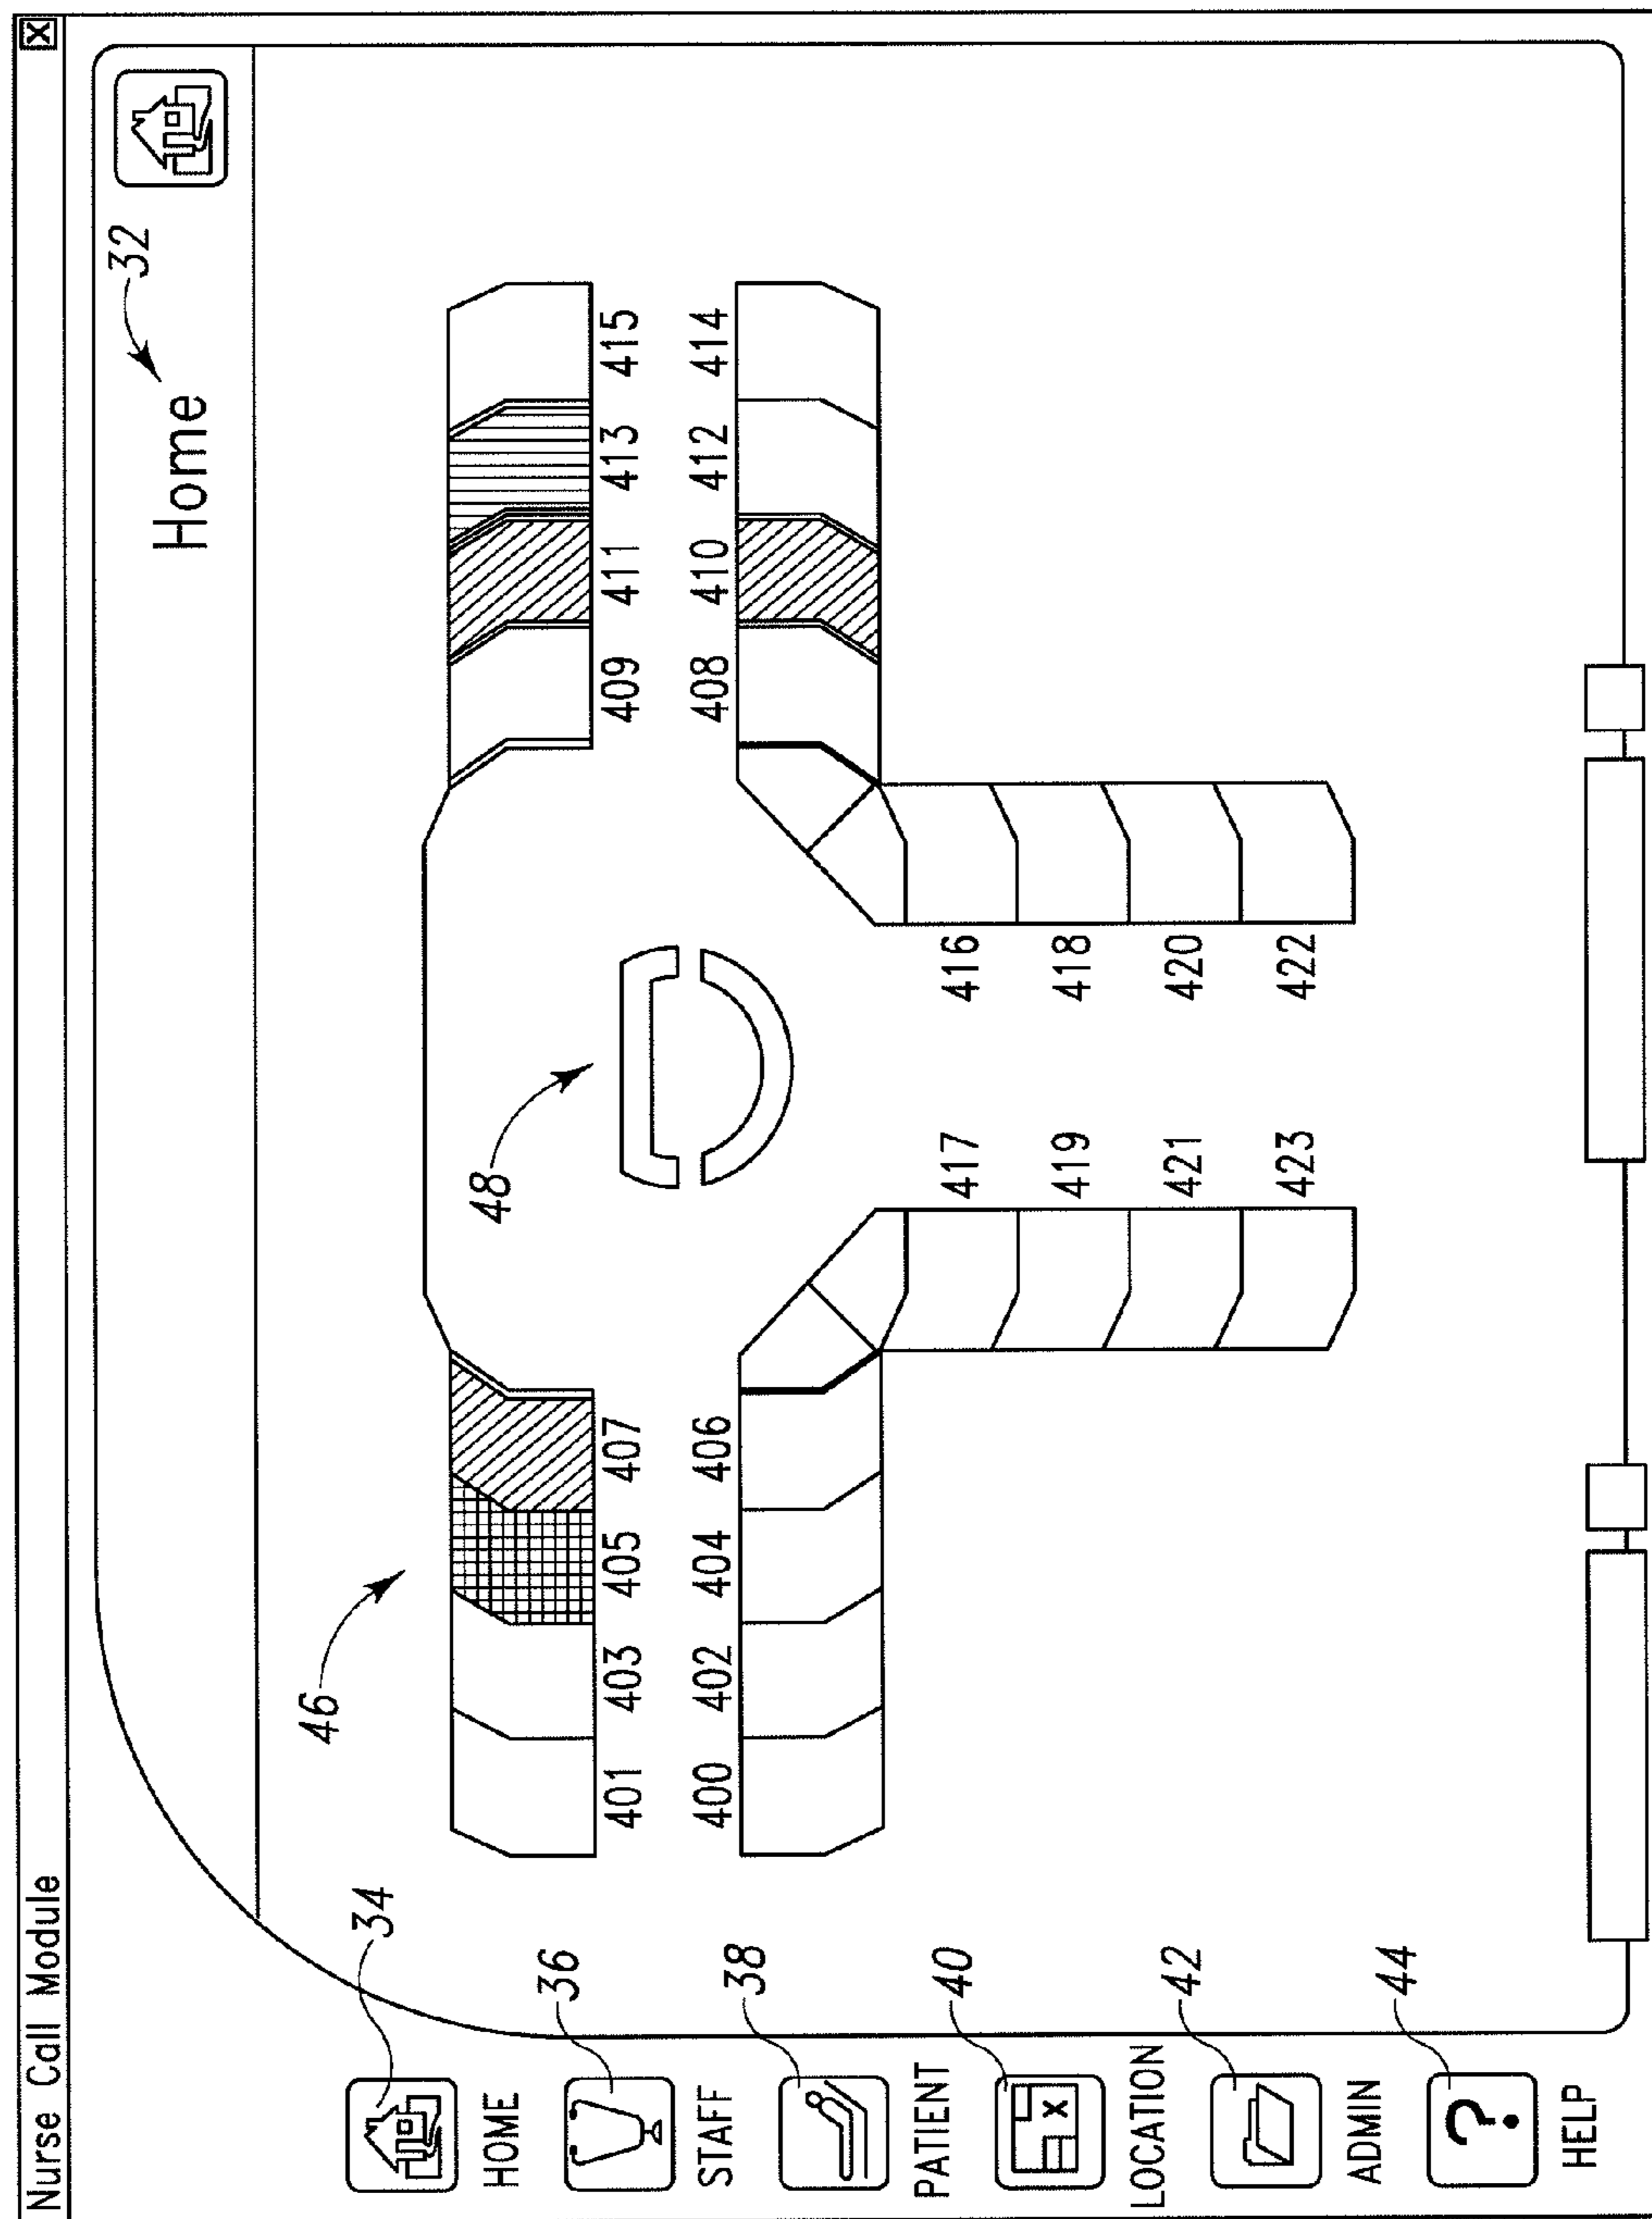 Nurse Call Module
X
Home 32
34
HOME
36
STAFF
38
PATIENT
40
X
LOCATION
42
ADMIN
44
?
HELP
46
48
401 403 405 407 409 411 413 415
400 402 404 406 408 410 412 414
417 416
419 418
421 420
423 422